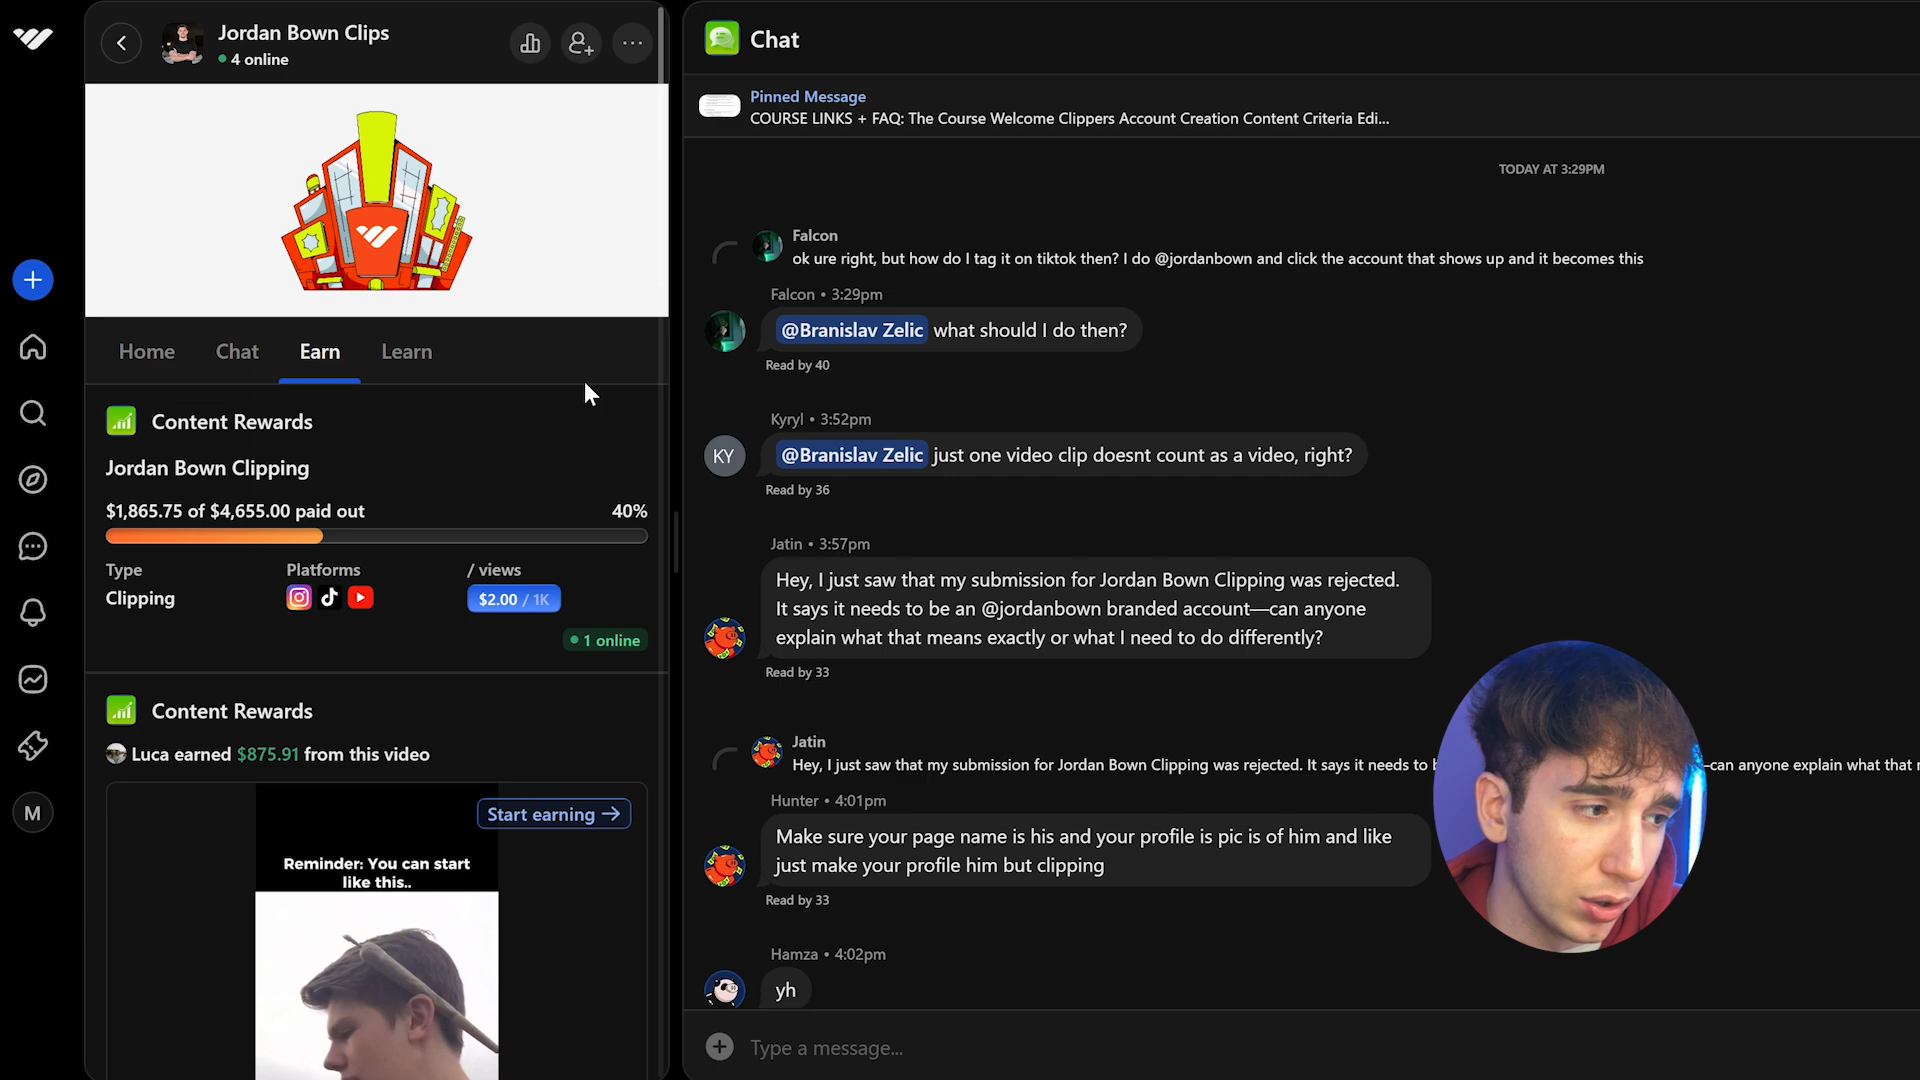 Jordan Bown Clips
4 online
Home
Chat
Earn
Learn
Content Rewards
Jordan Bown Clipping
$1,865.75 of $4,655.00 paid out
40%
Type
Platforms
/ views
Clipping
$2.00 / 1K
1 online
Content Rewards
Luca earned $875.91 from this video
Start earning →
Reminder: You can start
like this..
M
Chat
Pinned Message
COURSE LINKS + FAQ: The Course Welcome Clippers Account Creation Content Criteria Edi...
TODAY AT 3:29PM
Falcon
ok ure right, but how do I tag it on tiktok then? I do @jordanbown and click the account that shows up and it becomes this
Falcon • 3:29pm
@Branislav Zelic what should I do then?
Read by 40
Kyryl • 3:52pm
KY
@Branislav Zelic just one video clip doesnt count as a video, right?
Read by 36
Jatin • 3:57pm
Hey, I just saw that my submission for Jordan Bown Clipping was rejected.
It says it needs to be an @jordanbown branded account—can anyone
explain what that means exactly or what I need to do differently?
Read by 33
Jatin
Hey, I just saw that my submission for Jordan Bown Clipping was rejected. It says it needs to —can anyone explain what that
Hunter • 4:01pm
Make sure your page name is his and your profile is pic is of him and like
just make your profile him but clipping
Read by 33
Hamza • 4:02pm
yh
Type a message...